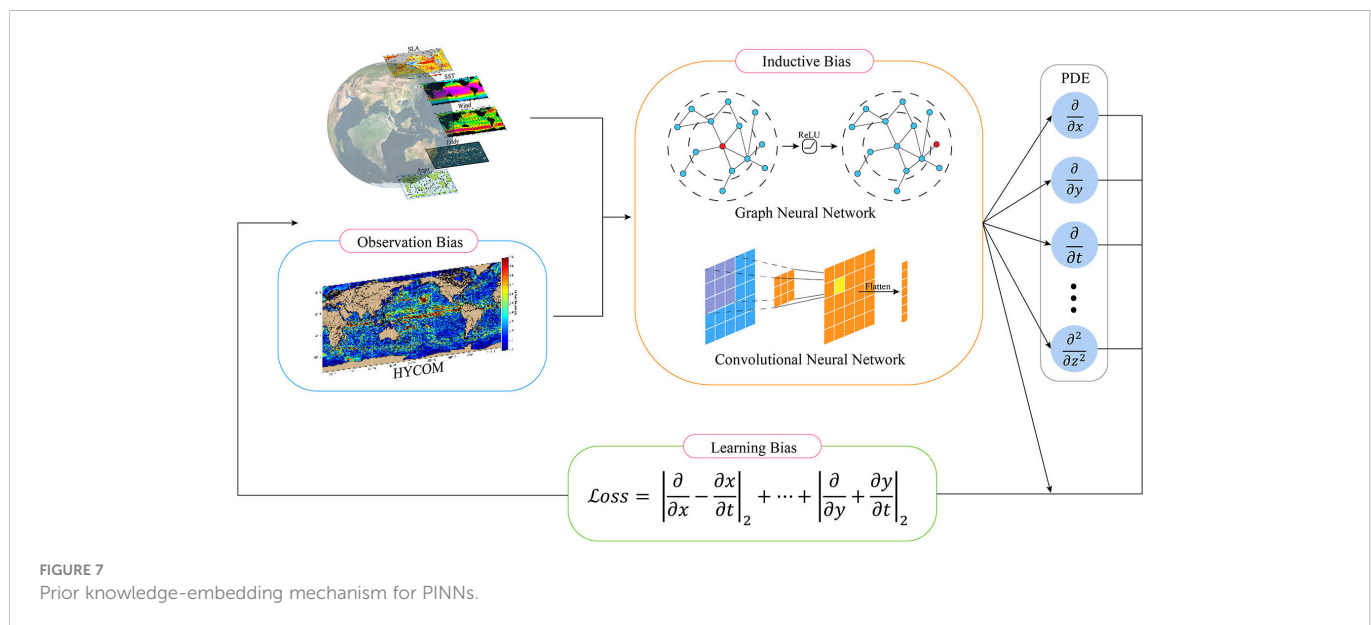 SLA
SST
Wind
Eddy
Argo
Observation Bias
HYCOM
Inductive Bias
ReLU
Graph Neural Network
Flatten
Convolutional Neural Network
PDE
∂/∂x
∂/∂y
∂/∂t
∂²/∂z²
Learning Bias
ℒoss = |∂/∂x − ∂x/∂t|₂ + ⋯ + |∂/∂y + ∂y/∂t|₂
FIGURE 7
Prior knowledge-embedding mechanism for PINNs.